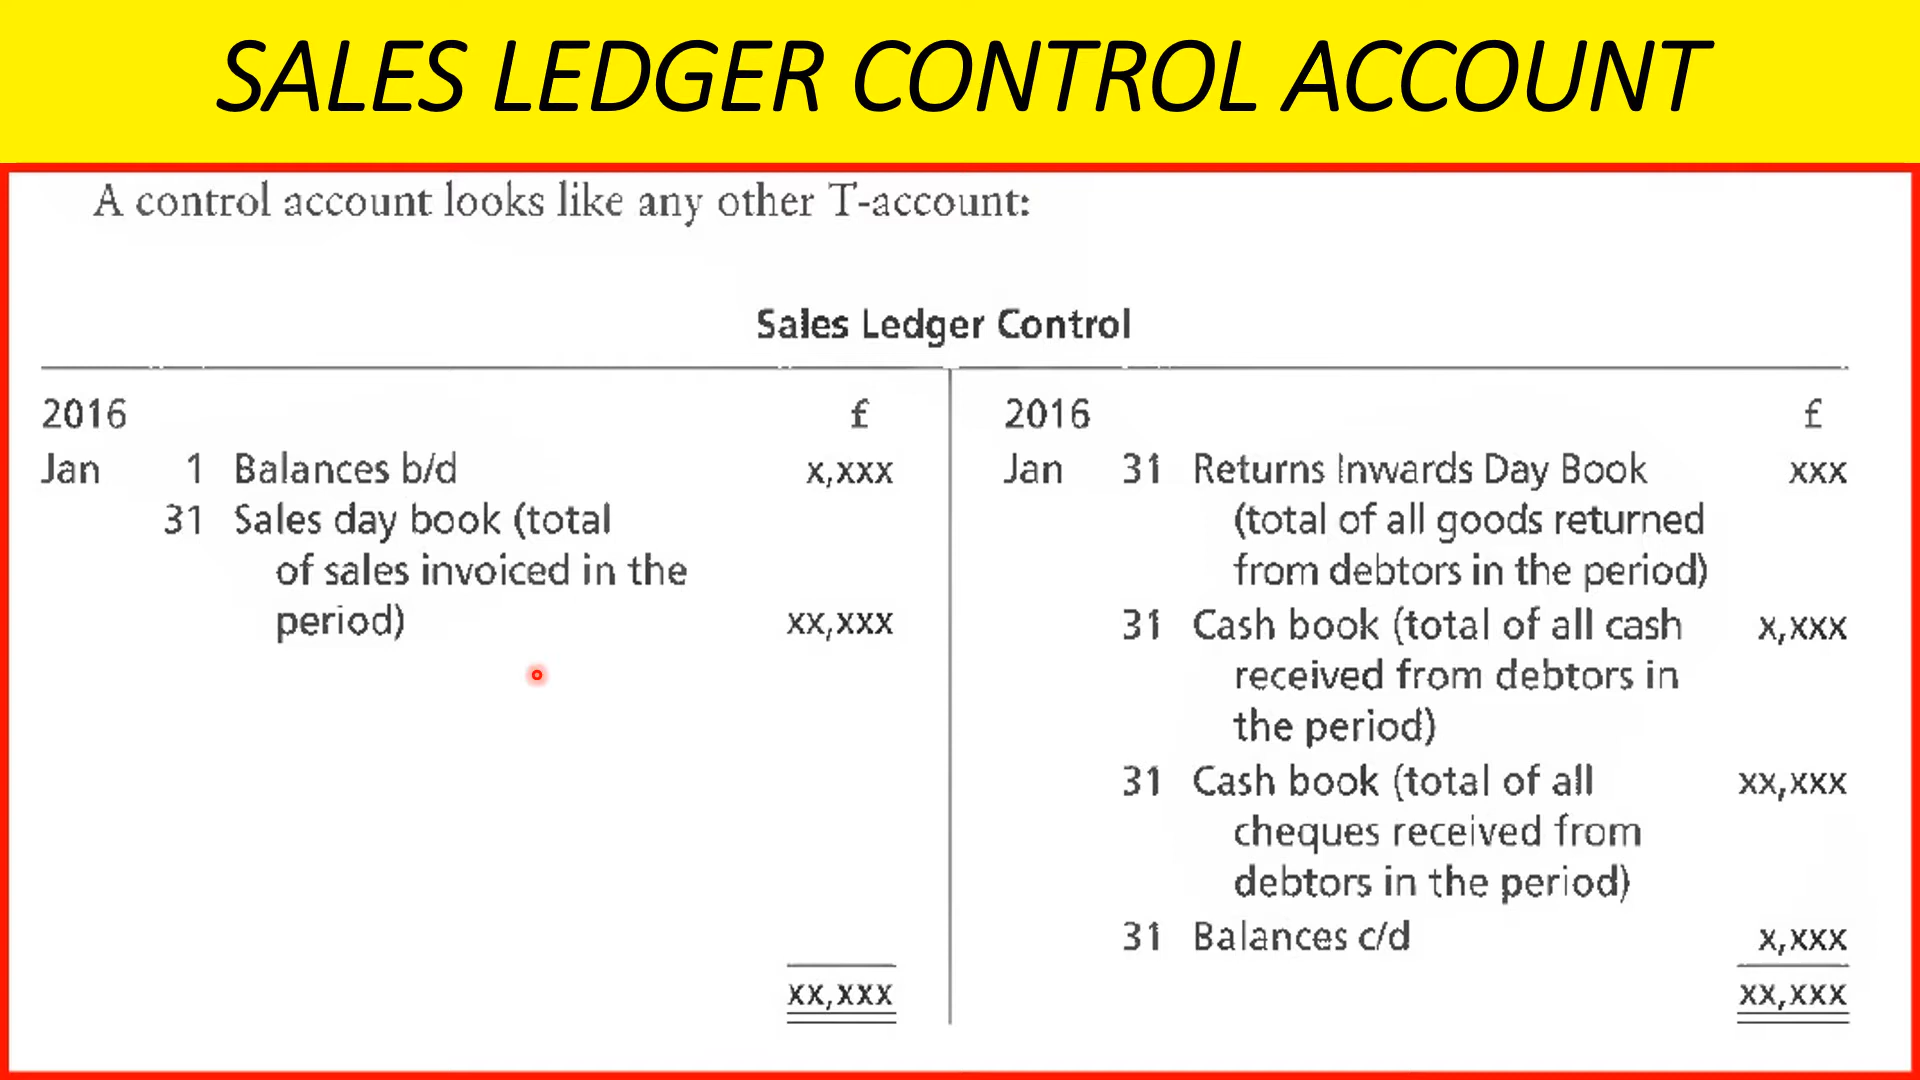 SALES LEDGER CONTROL ACCOUNT
A control account looks like any other T-account:
Sales Ledger Control
2016 £
Jan 1 Balances b/d x,xxx
31 Sales day book (total
of sales invoiced in the
period) xx,xxx
xx,xxx
2016 £
Jan 31 Returns Inwards Day Book xxx
(total of all goods returned
from debtors in the period)
31 Cash book (total of all cash x,xxx
received from debtors in
the period)
31 Cash book (total of all xx,xxx
cheques received from
debtors in the period)
31 Balances c/d x,xxx
xx,xxx